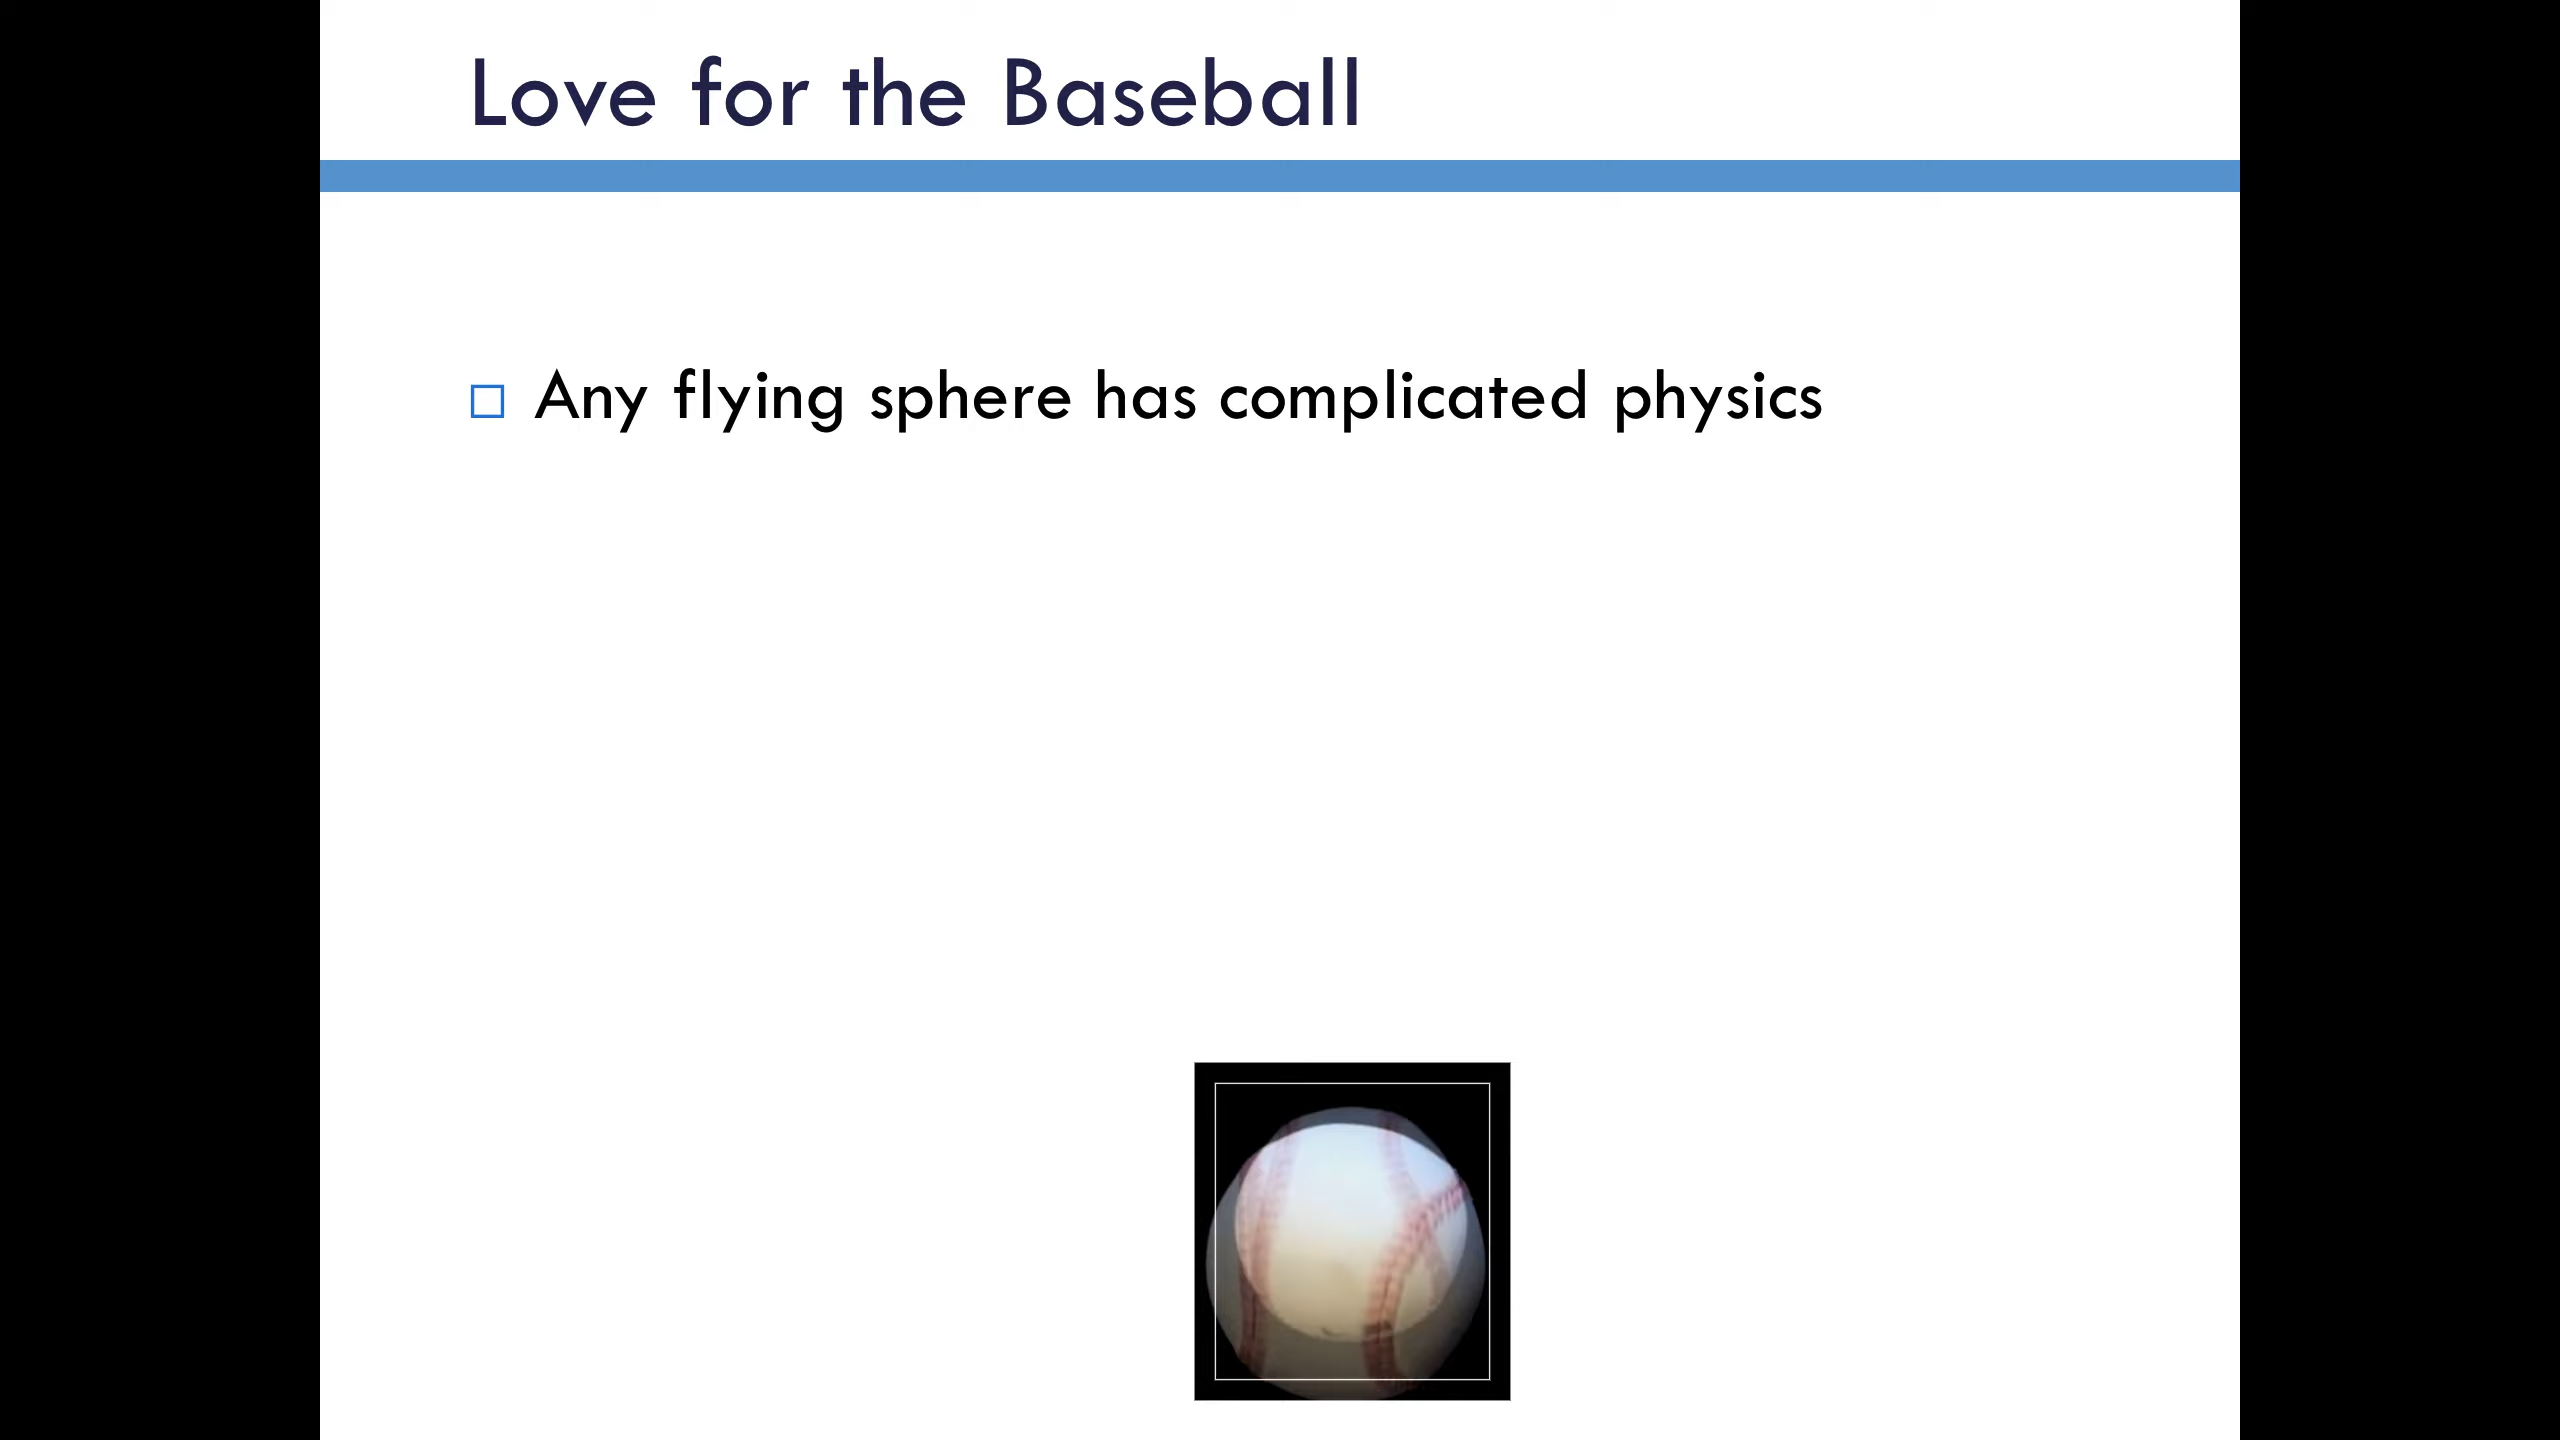 Love for the Baseball
Any flying sphere has complicated physics